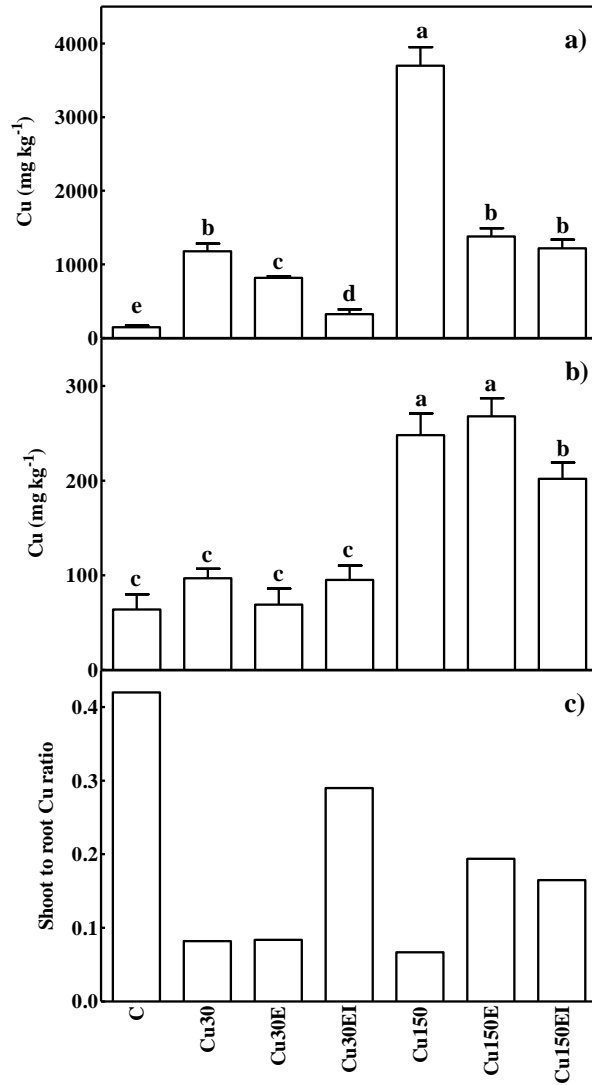 a)
Cu (mg kg⁻¹)
4000
3000
2000
1000
0
e
b
c
d
a
b
b
b)
Cu (mg kg⁻¹)
300
200
100
0
c
c
c
c
a
a
b
c)
Shoot to root Cu ratio
0.4
0.3
0.2
0.1
0.0
C
Cu30
Cu30E
Cu30EI
Cu150
Cu150E
Cu150EI